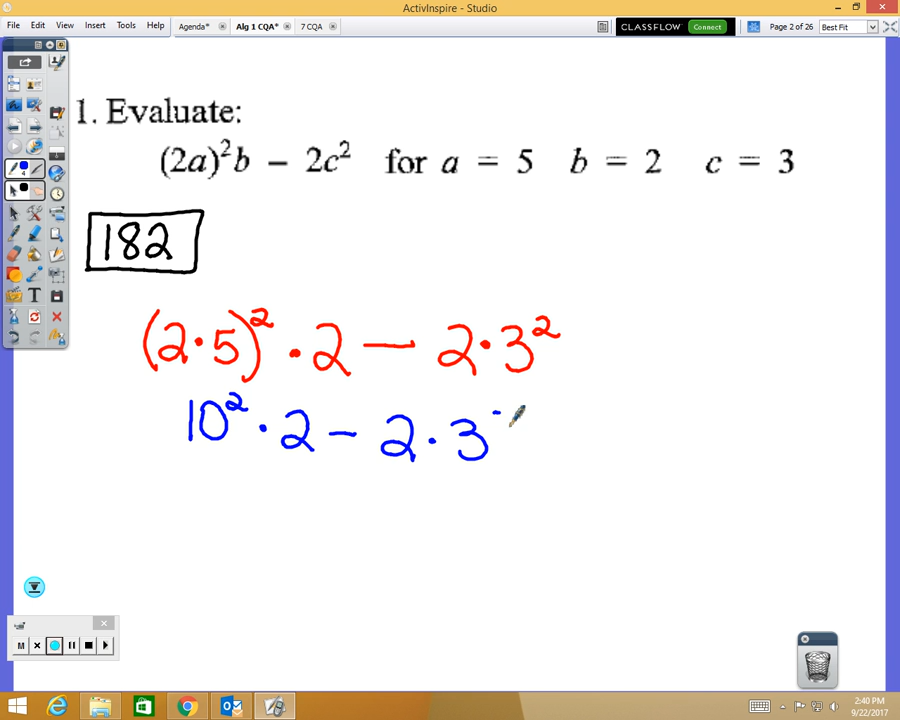 ActivInspire - Studio
File Edit View Insert Tools Help Agenda* Alg 1 CQA* 7 CQA CLASSFLOW Connect Page 2 of 26 Best Fit
1. Evaluate:
(2a)²b − 2c² for a = 5 b = 2 c = 3
182
(2·5)² · 2 — 2·3²
10² · 2 − 2·3
4
T
M
2:40 PM
9/22/2017